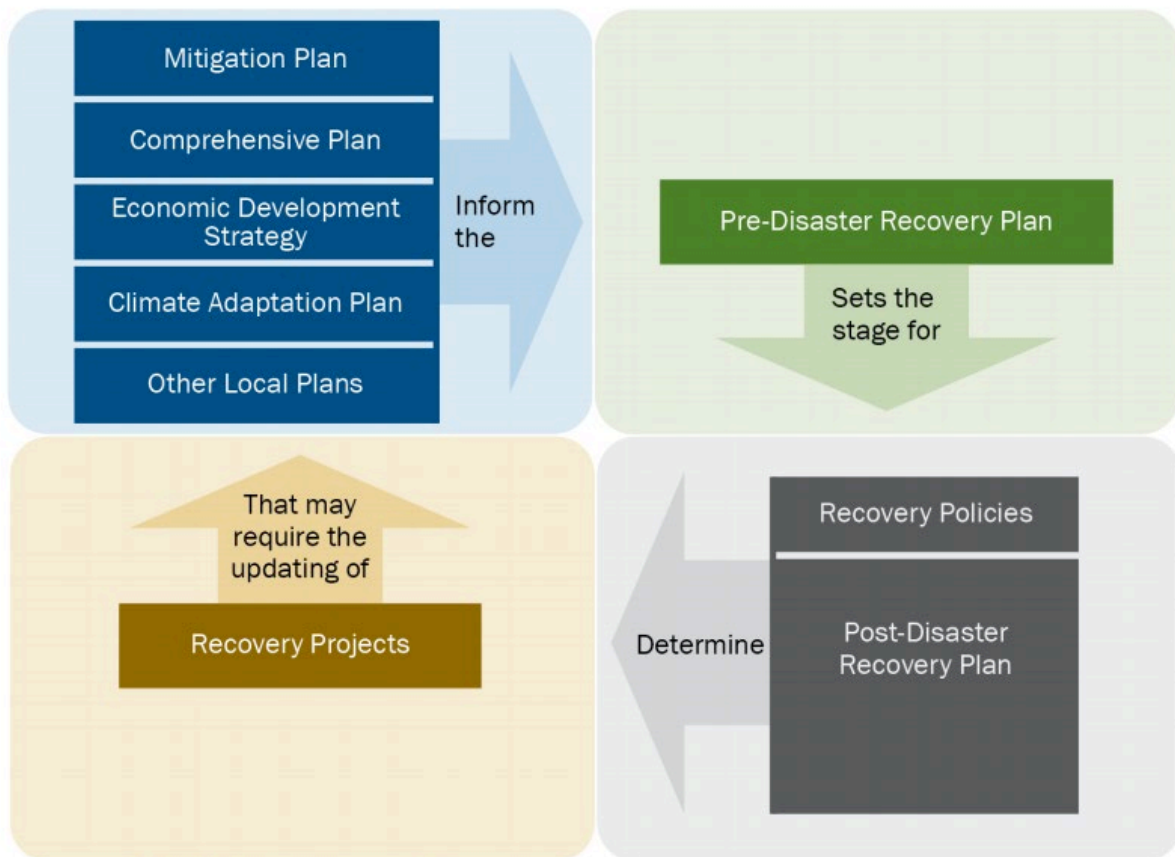 Mitigation Plan
Comprehensive Plan
Economic Development
Strategy
Climate Adaptation Plan
Other Local Plans
Inform
the
Pre-Disaster Recovery Plan
Sets the
stage for
Recovery Policies
Post-Disaster
Recovery Plan
Determine
Recovery Projects
That may
require the
updating of